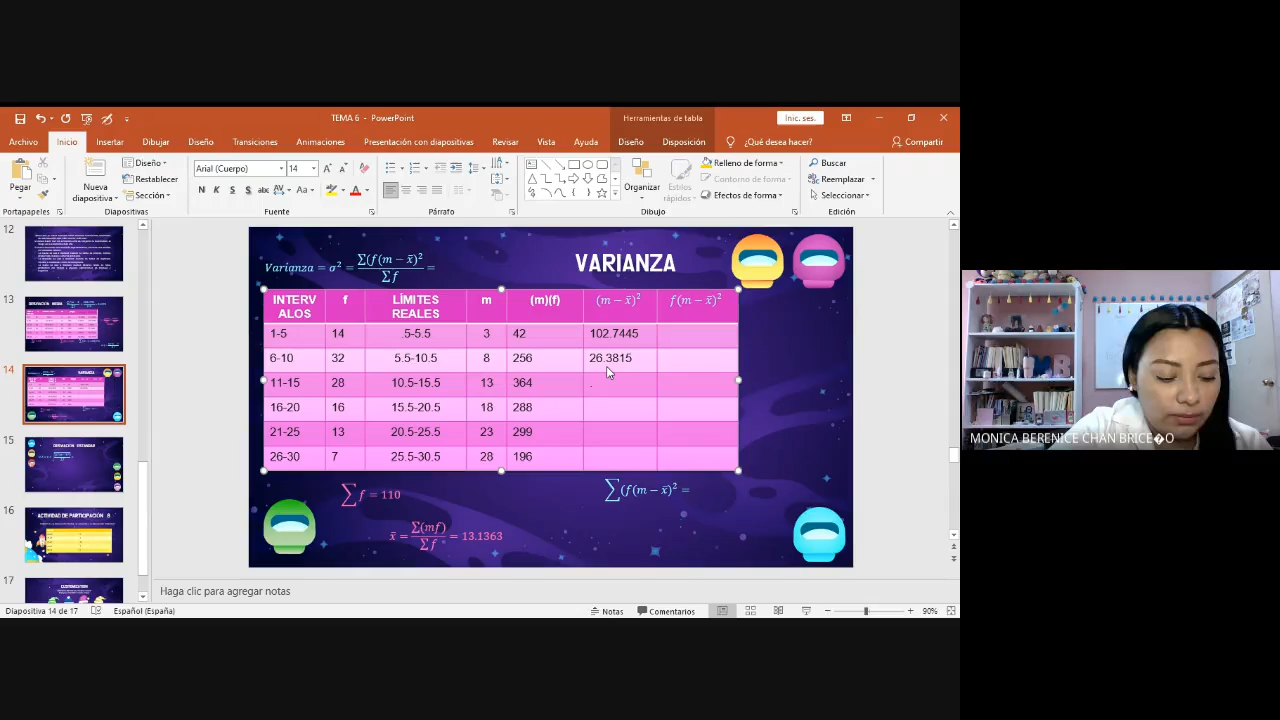 TEMA 6 - PowerPoint
Herramientas de tabla
Inic. ses.
Archivo Inicio Insertar Dibujar Diseño Transiciones Animaciones Presentación con diapositivas Revisar Vista Ayuda Diseño Disposición ¿Qué desea hacer? Compartir
Pegar
Nueva diapositiva
Diseño
Restablecer
Sección
Arial (Cuerpo) 14
N K S abc AV Aa A
Organizar
Estilos rápidos
Relleno de forma
Contorno de forma
Efectos de forma
Buscar
Reemplazar
Seleccionar
Portapapeles Diapositivas Fuente Párrafo Dibujo Edición
12
13
14
15
16
17
VARIANZA
Varianza = σ² = Σ(f(m − x̄)² / Σf =
INTERVALOS f LÍMITES REALES m (m)(f) (m − x̄)² f(m − x̄)²
1-5 14 .5-5.5 3 42 102.7445
6-10 32 5.5-10.5 8 256 26.3815
11-15 28 10.5-15.5 13 364 .
16-20 16 15.5-20.5 18 288
21-25 13 20.5-25.5 23 299
26-30 7 25.5-30.5 28 196
∑f = 110
∑(f(m − x̄)² =
x̄ = Σ(mf) / Σf = 13.1363
Haga clic para agregar notas
Diapositiva 14 de 17 Español (España) Notas Comentarios 90%
MONICA BERENICE CHAN BRICE�O